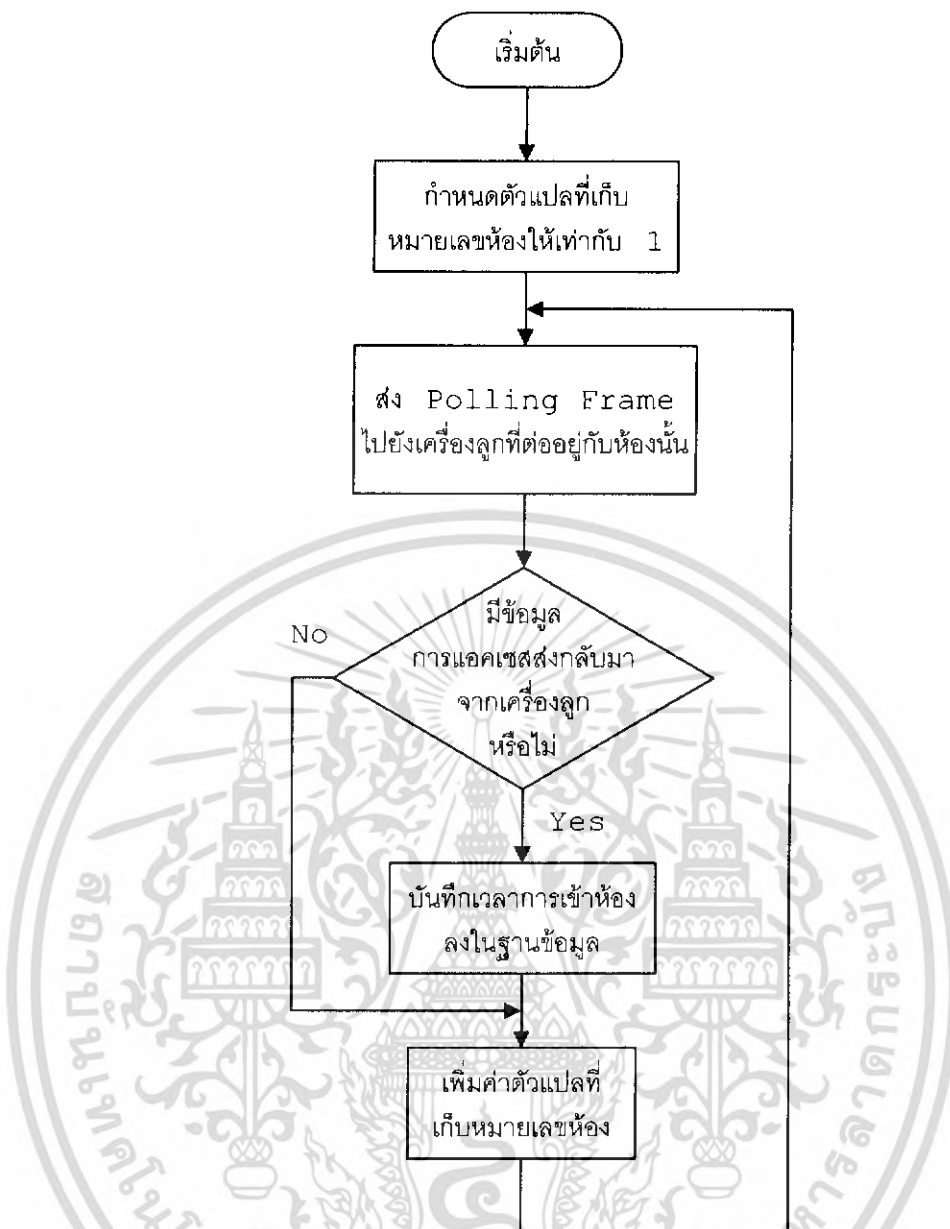 เริ่มต้น
กำหนดตัวแปลที่เก็บ
หมายเลขห้องให้เท่ากับ 1
ส่ง Polling Frame
ไปยังเครื่องลูกที่ต่ออยู่กับห้องนั้น
มีข้อมูล
การแอคเซสส่งกลับมา
จากเครื่องลูก
หรือไม่
No
Yes
บันทึกเวลาการเข้าห้อง
ลงในฐานข้อมูล
เพิ่มค่าตัวแปลที่
เก็บหมายเลขห้อง